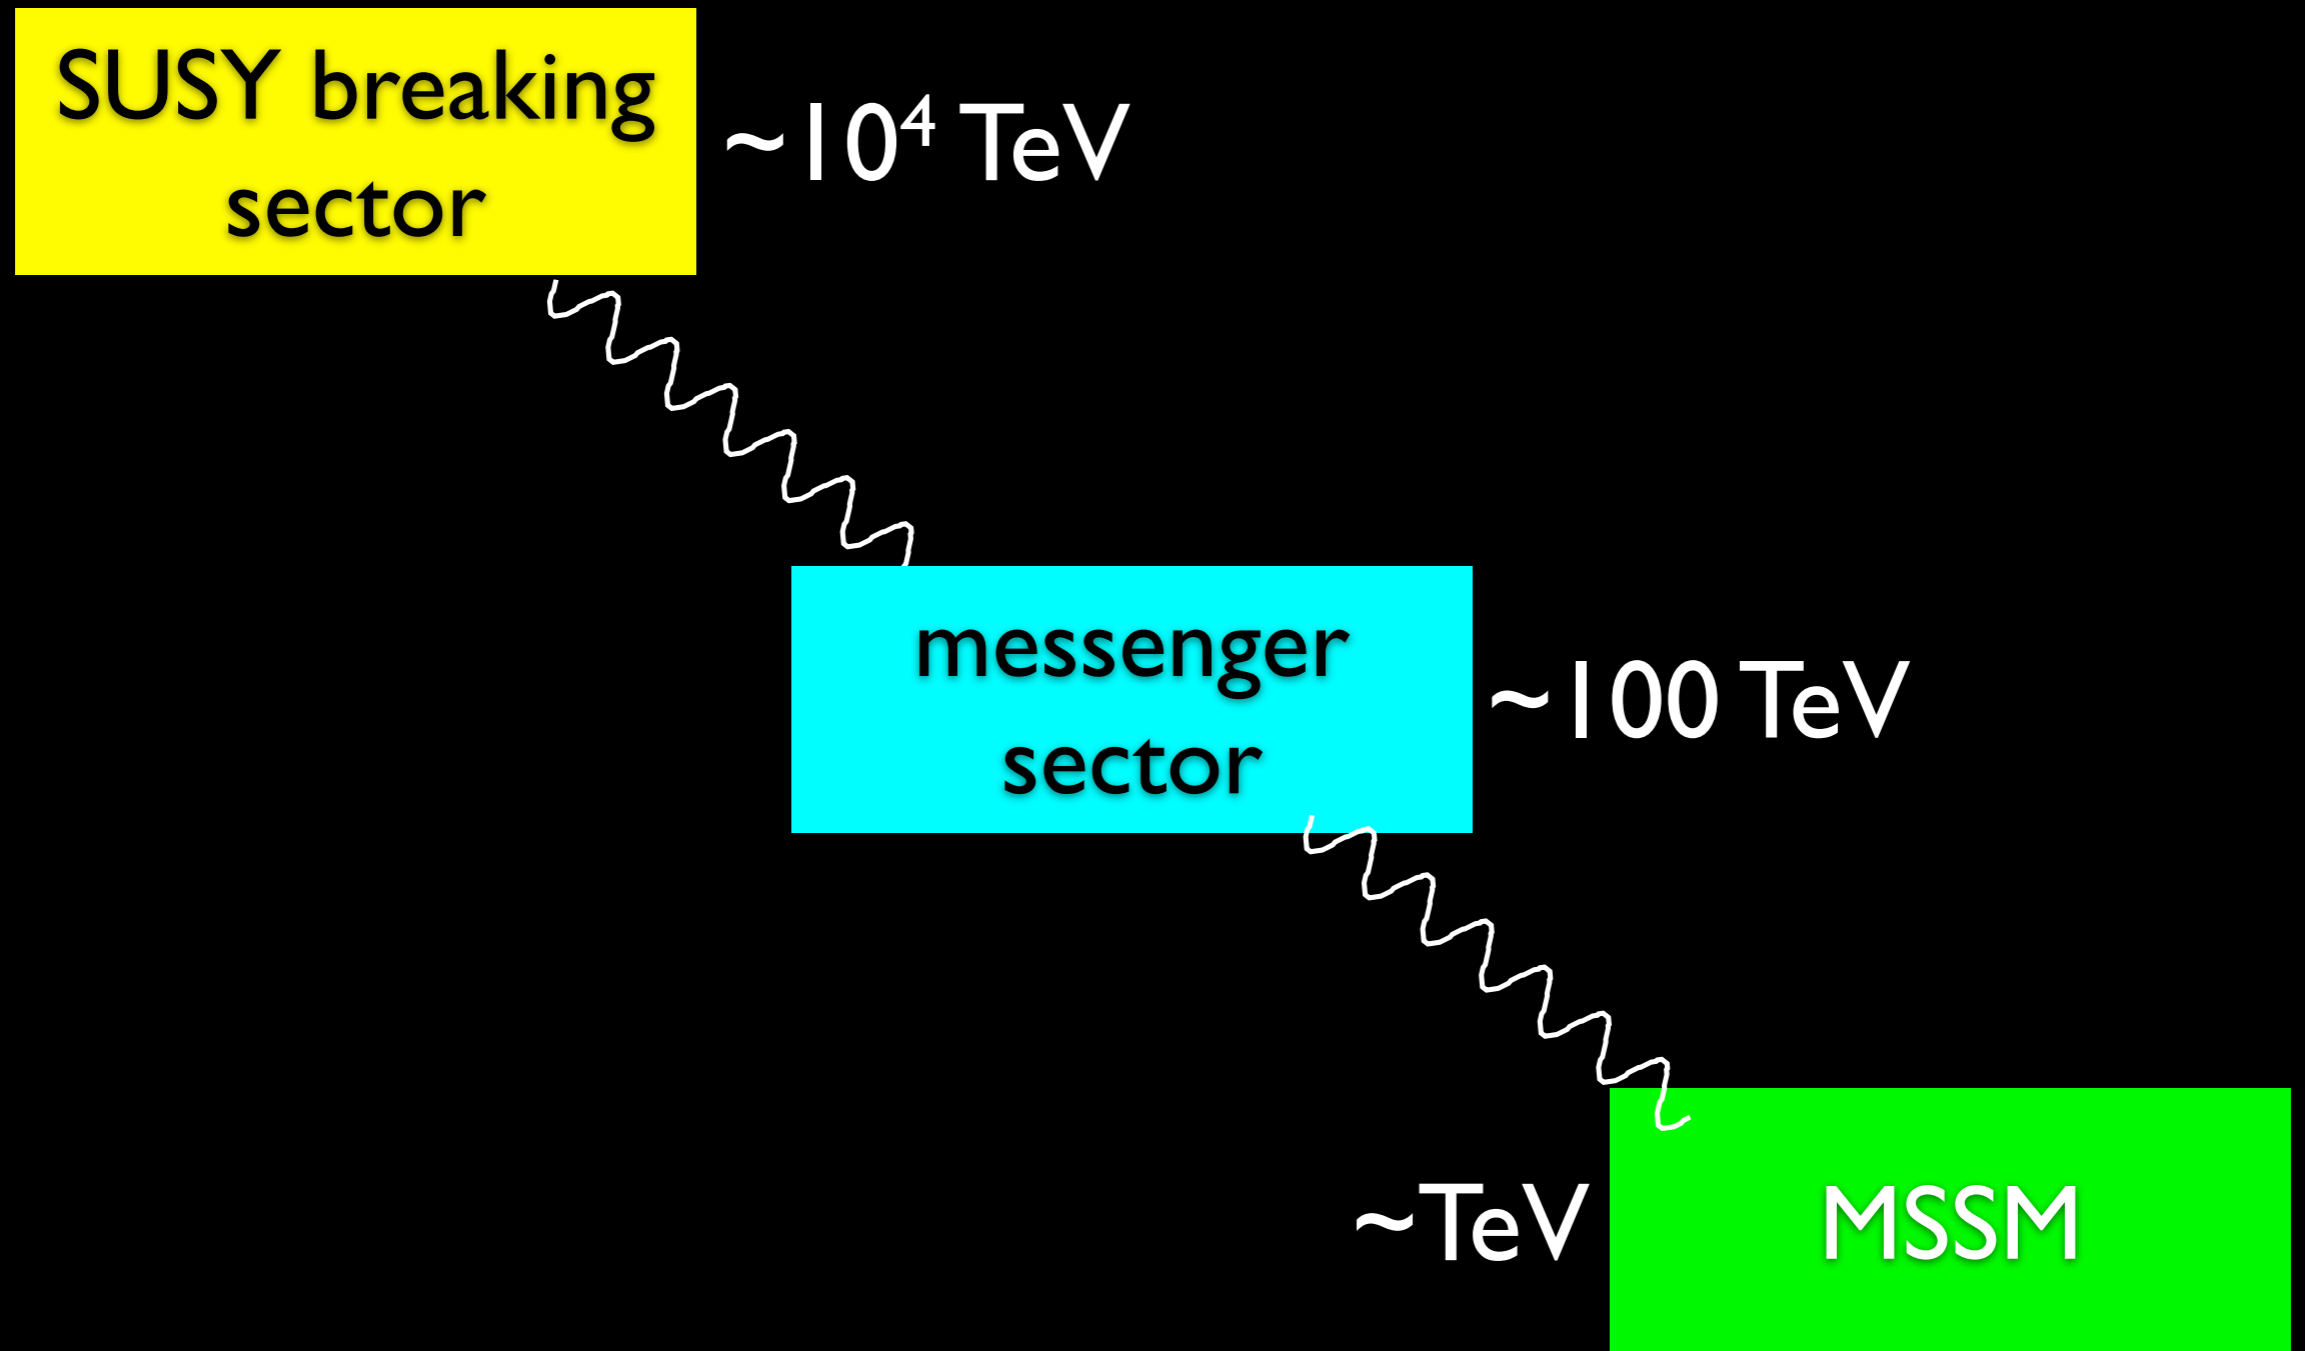 SUSY breaking
sector
~10⁴ TeV
messenger
sector
~100 TeV
~TeV
MSSM